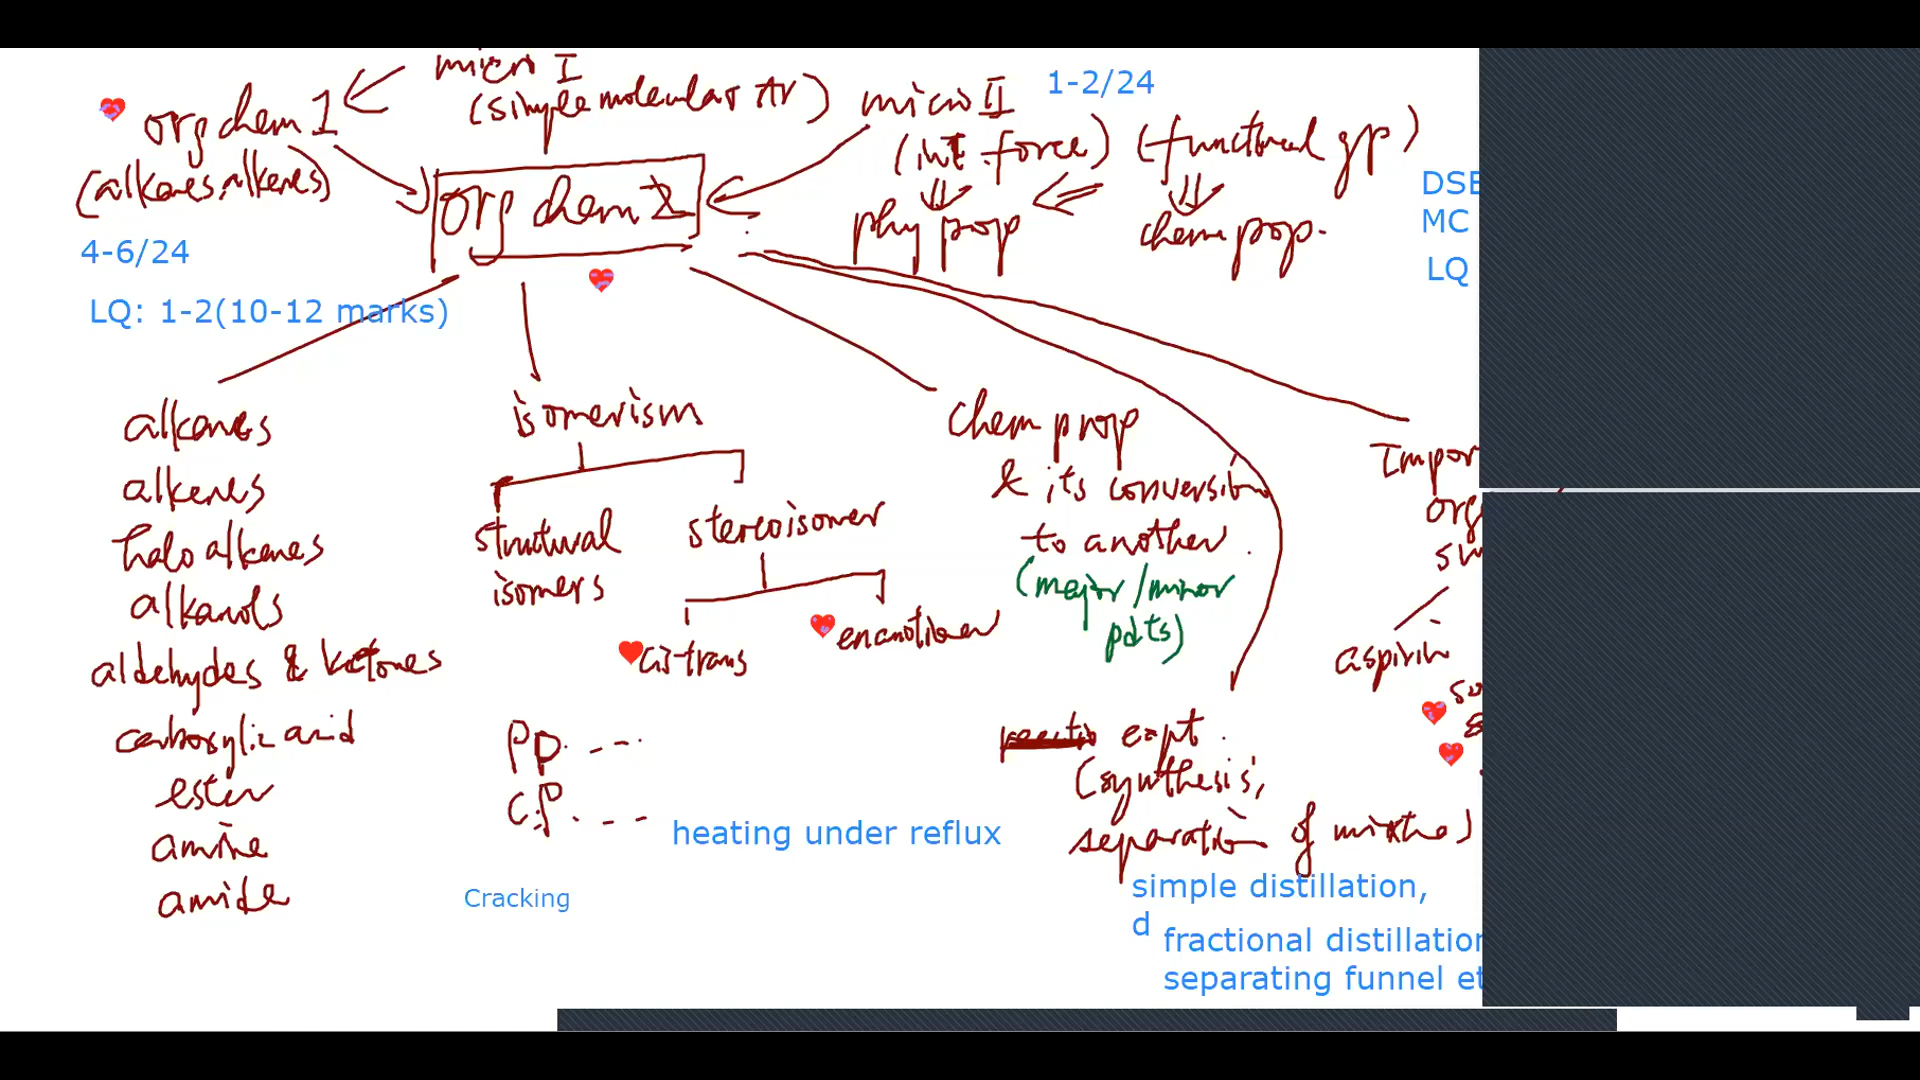 micro I
(simple molecular str)
org chem 1
(alkanes, alkenes)
4-6/24
LQ: 1-2(10-12 marks)
org chem 2
micro II
1-2/24
(int. force) (functional gp)
phy prop
chem prop.
DSE
MC
LQ
alkanes
alkenes
haloalkanes
alkanols
aldehydes & ketones
carboxylic acid
ester
amine
amide
isomerism
structural
isomers
stereoisomer
cis-trans
enantiomer
PP. ---
C.P. ---
Cracking
heating under reflux
chem prop
& its conversion
to another
(major/minor
pdts)
expt
(synthesis,
separation of mixture)
simple distillation,
d
fractional distillation
separating funnel et
Impor
org
su
aspirin
so
&